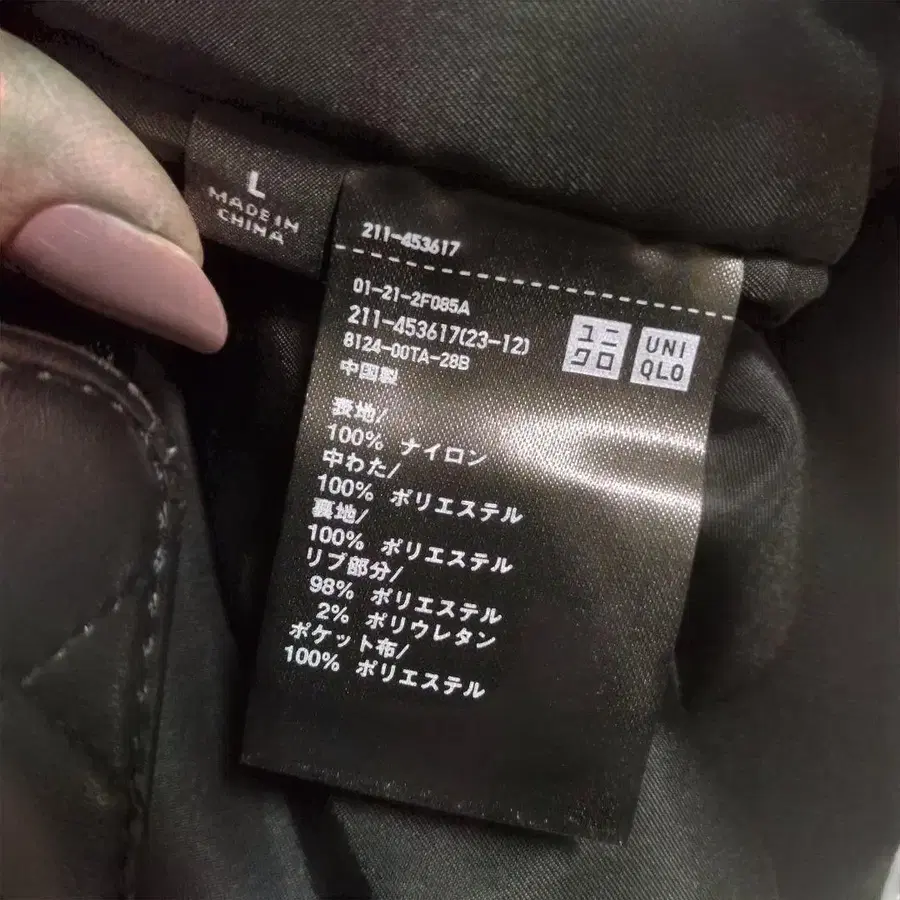 L
MADE IN
CHINA
211-453617
01-21-2F085A
211-453617(23-12)
8124-00TA-28B
中国製
ユニ
クロ
UNI
QLO
表地/
100% ナイロン
中わた/
100% ポリエステル
裏地/
100% ポリエステル
リブ部分/
98% ポリエステル
2% ポリウレタン
ポケット布/
100% ポリエステル